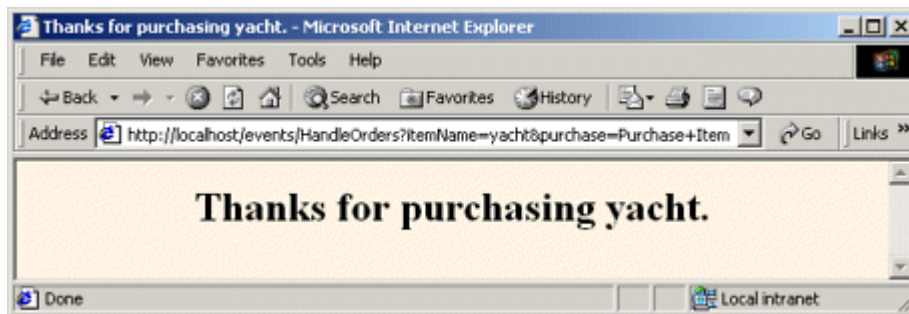 Thanks for purchasing yacht. - Microsoft Internet Explorer
File Edit View Favorites Tools Help
Back Search Favorites History
Address http://localhost/events/HandleOrders?itemName=yacht&purchase=Purchase+Item Go Links »
Thanks for purchasing yacht.
Done Local intranet